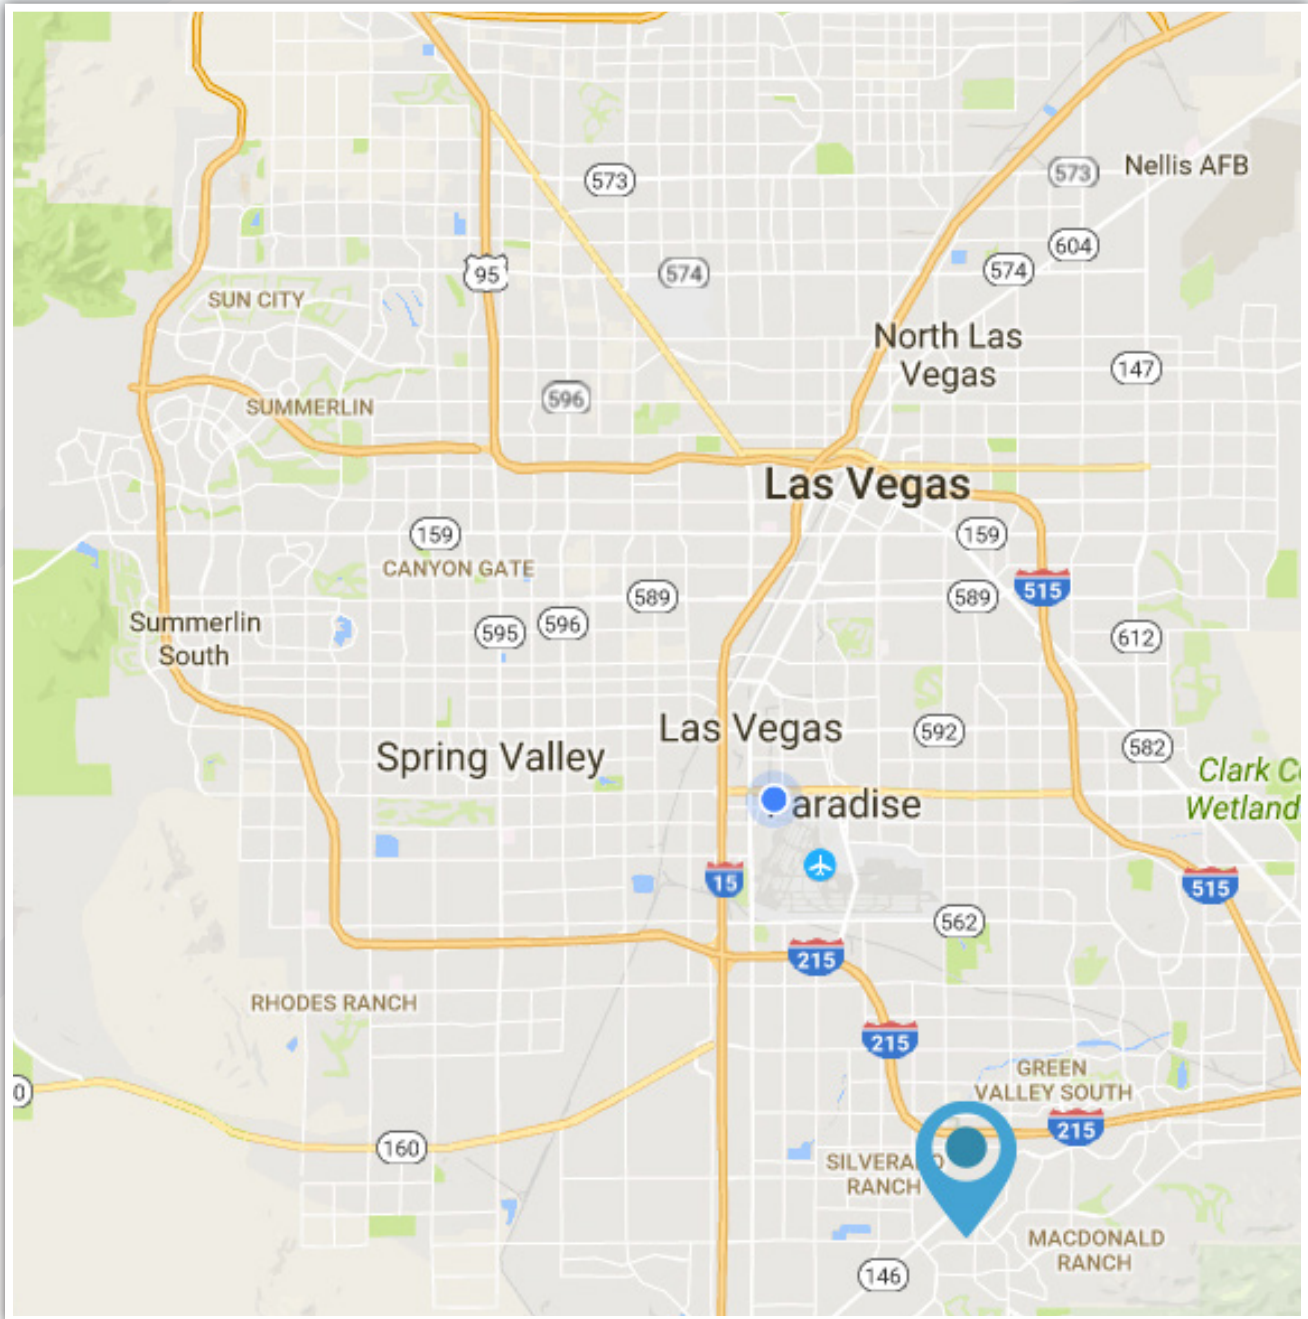 573
573
Nellis AFB
604
574
574
95
SUN CITY
North Las
Vegas
147
596
SUMMERLIN
Las Vegas
159
159
CANYON GATE
515
589
589
595
596
612
Summerlin
South
Las Vegas
592
582
Spring Valley
Clark C
Wetland
aradise
15
515
562
215
RHODES RANCH
215
GREEN
VALLEY SOUTH
0
215
160
SILVERA O
RANCH
MACDONALD
RANCH
146